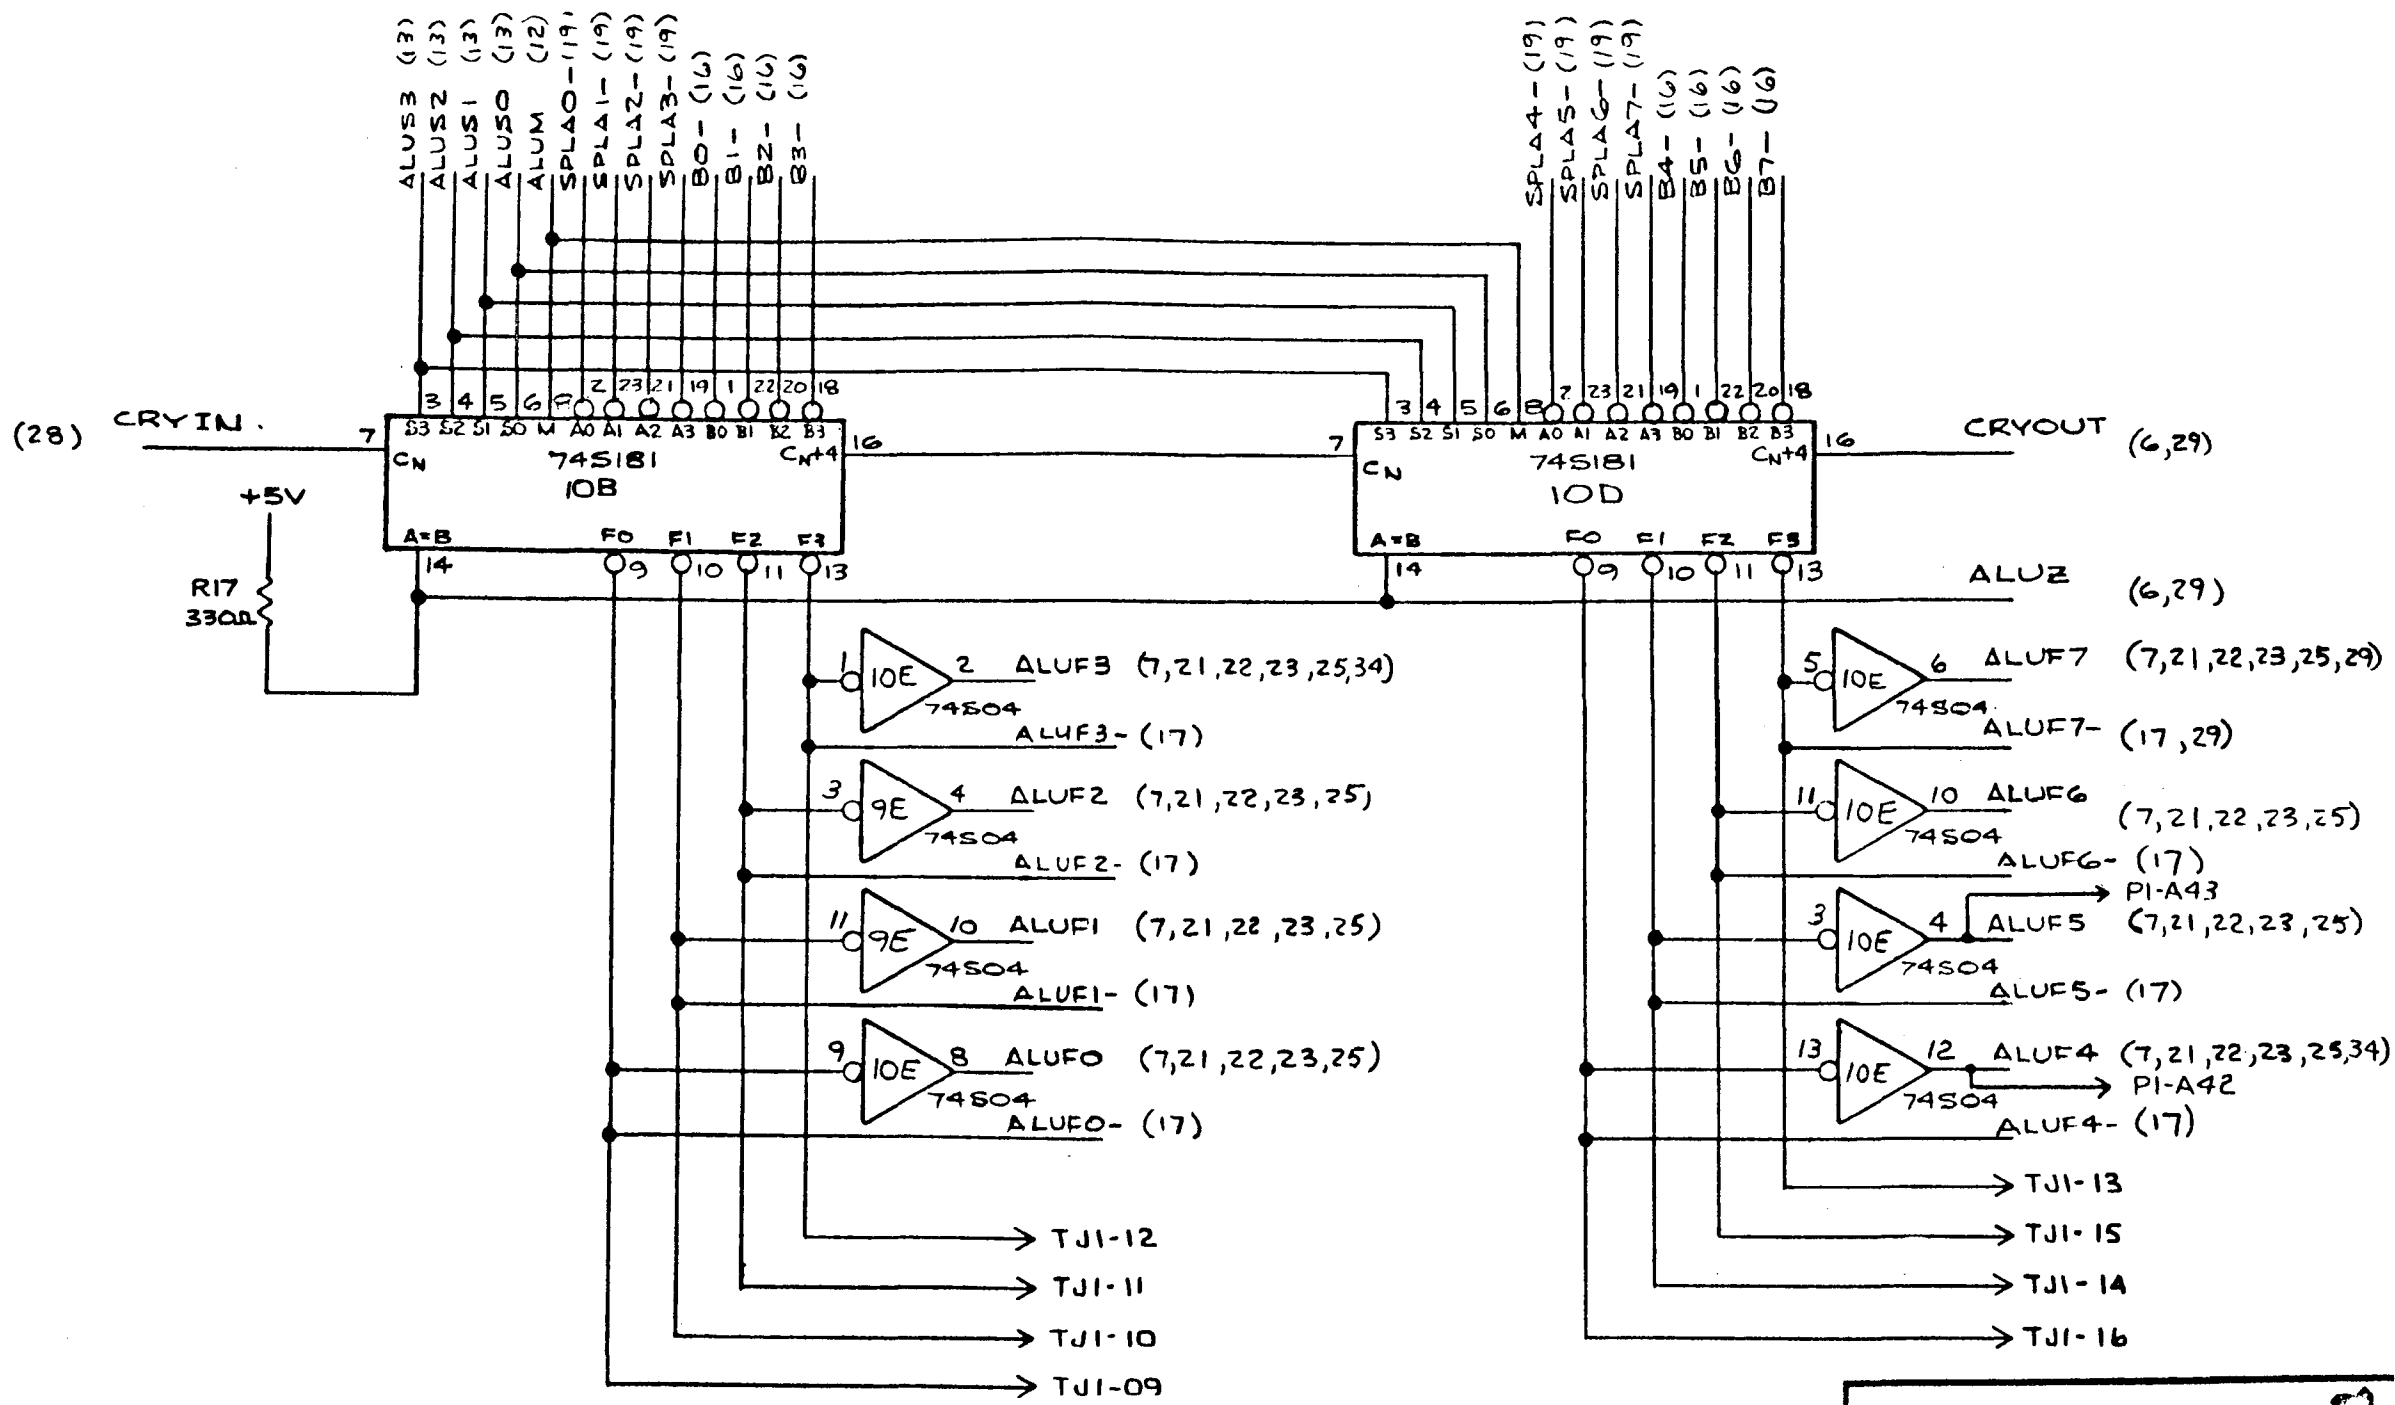 ALUS3 (13)
ALUS2 (13)
ALUS1 (13)
ALUS0 (13)
ALUM (12)
SPLA0- (19)
SPLA1- (19)
SPLA2- (19)
SPLA3- (19)
B0- (16)
B1- (16)
B2- (16)
B3- (16)
SPLA4- (19)
SPLA5- (19)
SPLA6- (19)
SPLA7- (19)
B4- (16)
B5- (16)
B6- (16)
B7- (16)
3 4 5 6 8 2 23 21 19 1 22 20 18
(28) CRYIN. 7
S3 S2 S1 S0 M A0 A1 A2 A3 B0 B1 B2 B3
CN 74S181 CN+4 16
10B
A=B F0 F1 F2 F3
14 9 10 11 13
+5V
R17
330Ω
3 4 5 6 8 2 23 21 19 1 22 20 18
7
S3 S2 S1 S0 M A0 A1 A2 A3 B0 B1 B2 B3
CN 74S181 CN+4 16
10D
A=B F0 F1 F2 F3
14 9 10 11 13
CRYOUT (6,29)
ALUZ (6,29)
1 10E 2 ALUF3 (7,21,22,23,25,34)
74S04
ALUF3- (17)
3 9E 4 ALUF2 (7,21,22,23,25)
74S04
ALUF2- (17)
11 9E 10 ALUF1 (7,21,22,23,25)
74S04
ALUF1- (17)
9 10E 8 ALUF0 (7,21,22,23,25)
74S04
ALUF0- (17)
TJ1-12
TJ1-11
TJ1-10
TJ1-09
5 10E 6 ALUF7 (7,21,22,23,25,29)
74S04
ALUF7- (17,29)
11 10E 10 ALUF6
74S04 (7,21,22,23,25)
ALUF6- (17)
P1-A43
3 10E 4 ALUF5 (7,21,22,23,25)
74S04
ALUF5- (17)
13 10E 12 ALUF4 (7,21,22,23,25,34)
74S04 P1-A42
ALUF4- (17)
TJ1-13
TJ1-15
TJ1-14
TJ1-16